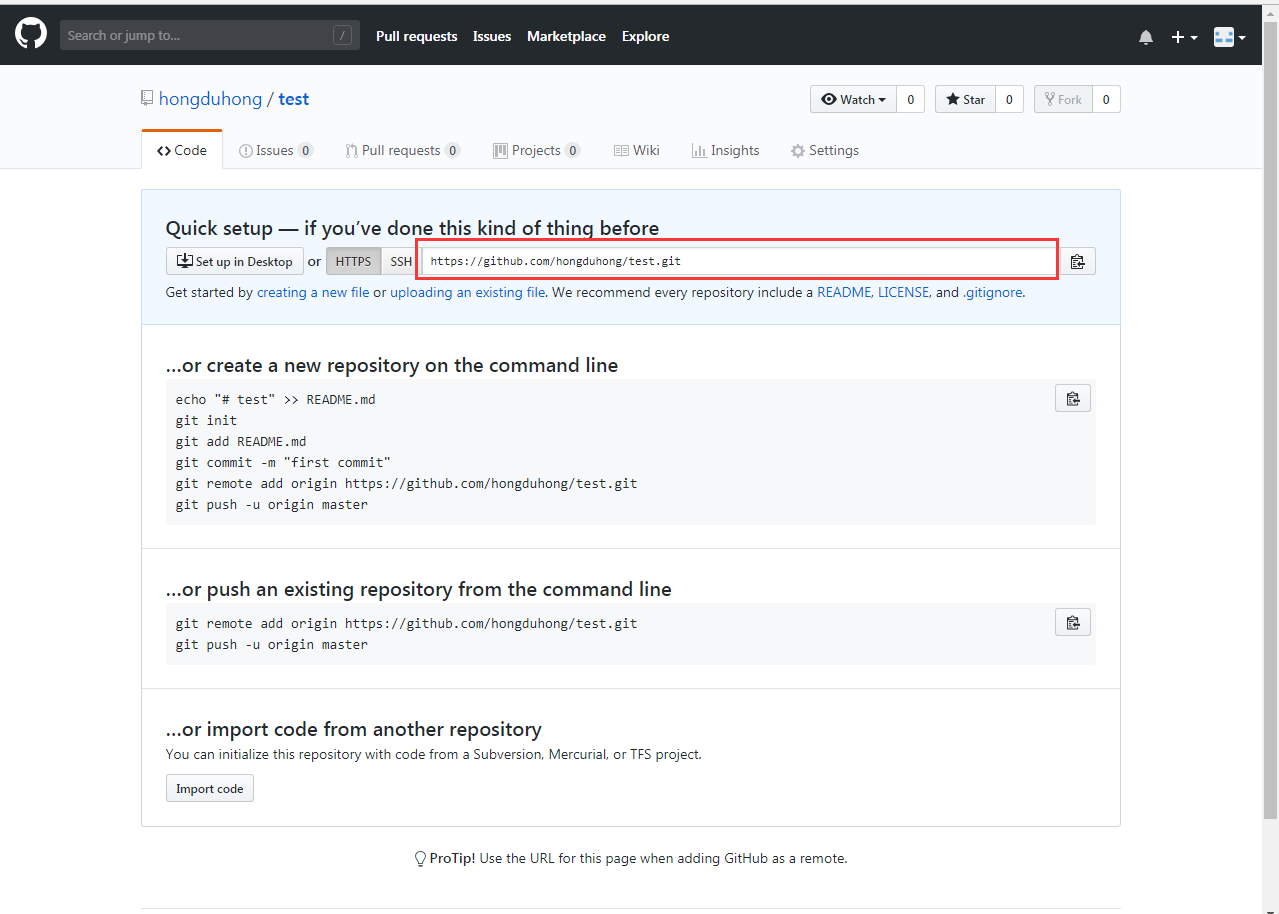 Search or jump to... /
Pull requests Issues Marketplace Explore
hongduhong / test
Watch 0 Star 0 Fork 0
Code Issues 0 Pull requests 0 Projects 0 Wiki Insights Settings
Quick setup — if you’ve done this kind of thing before
Set up in Desktop or HTTPS SSH https://github.com/hongduhong/test.git
Get started by creating a new file or uploading an existing file. We recommend every repository include a README, LICENSE, and .gitignore.
…or create a new repository on the command line
echo "# test" >> README.md
git init
git add README.md
git commit -m "first commit"
git remote add origin https://github.com/hongduhong/test.git
git push -u origin master
…or push an existing repository from the command line
git remote add origin https://github.com/hongduhong/test.git
git push -u origin master
…or import code from another repository
You can initialize this repository with code from a Subversion, Mercurial, or TFS project.
Import code
ProTip! Use the URL for this page when adding GitHub as a remote.